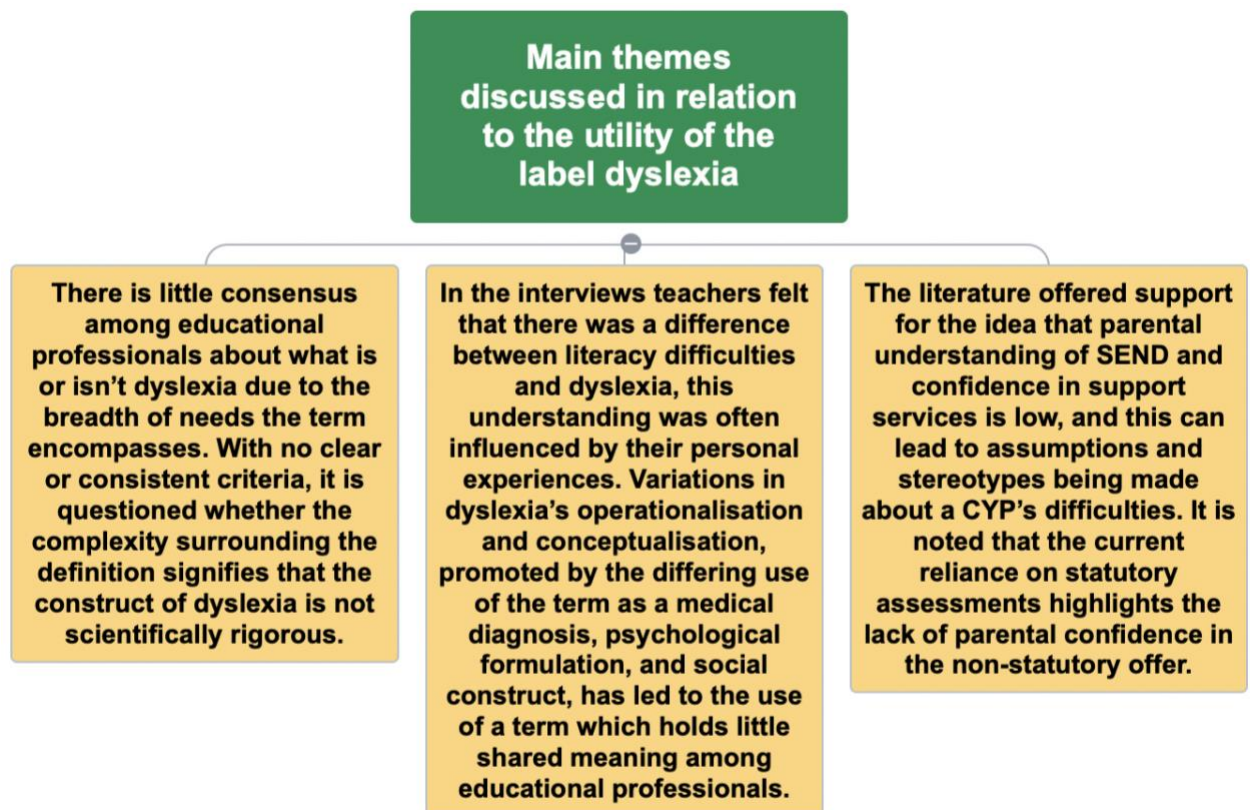 Main themes
discussed in relation
to the utility of the
label dyslexia
There is little consensus
among educational
professionals about what is
or isn't dyslexia due to the
breadth of needs the term
encompasses. With no clear
or consistent criteria, it is
questioned whether the
complexity surrounding the
definition signifies that the
construct of dyslexia is not
scientifically rigorous.
In the interviews teachers felt
that there was a difference
between literacy difficulties
and dyslexia, this
understanding was often
influenced by their personal
experiences. Variations in
dyslexia's operationalisation
and conceptualisation,
promoted by the differing use
of the term as a medical
diagnosis, psychological
formulation, and social
construct, has led to the use
of a term which holds little
shared meaning among
educational professionals.
The literature offered support
for the idea that parental
understanding of SEND and
confidence in support
services is low, and this can
lead to assumptions and
stereotypes being made
about a CYP's difficulties. It is
noted that the current
reliance on statutory
assessments highlights the
lack of parental confidence in
the non-statutory offer.